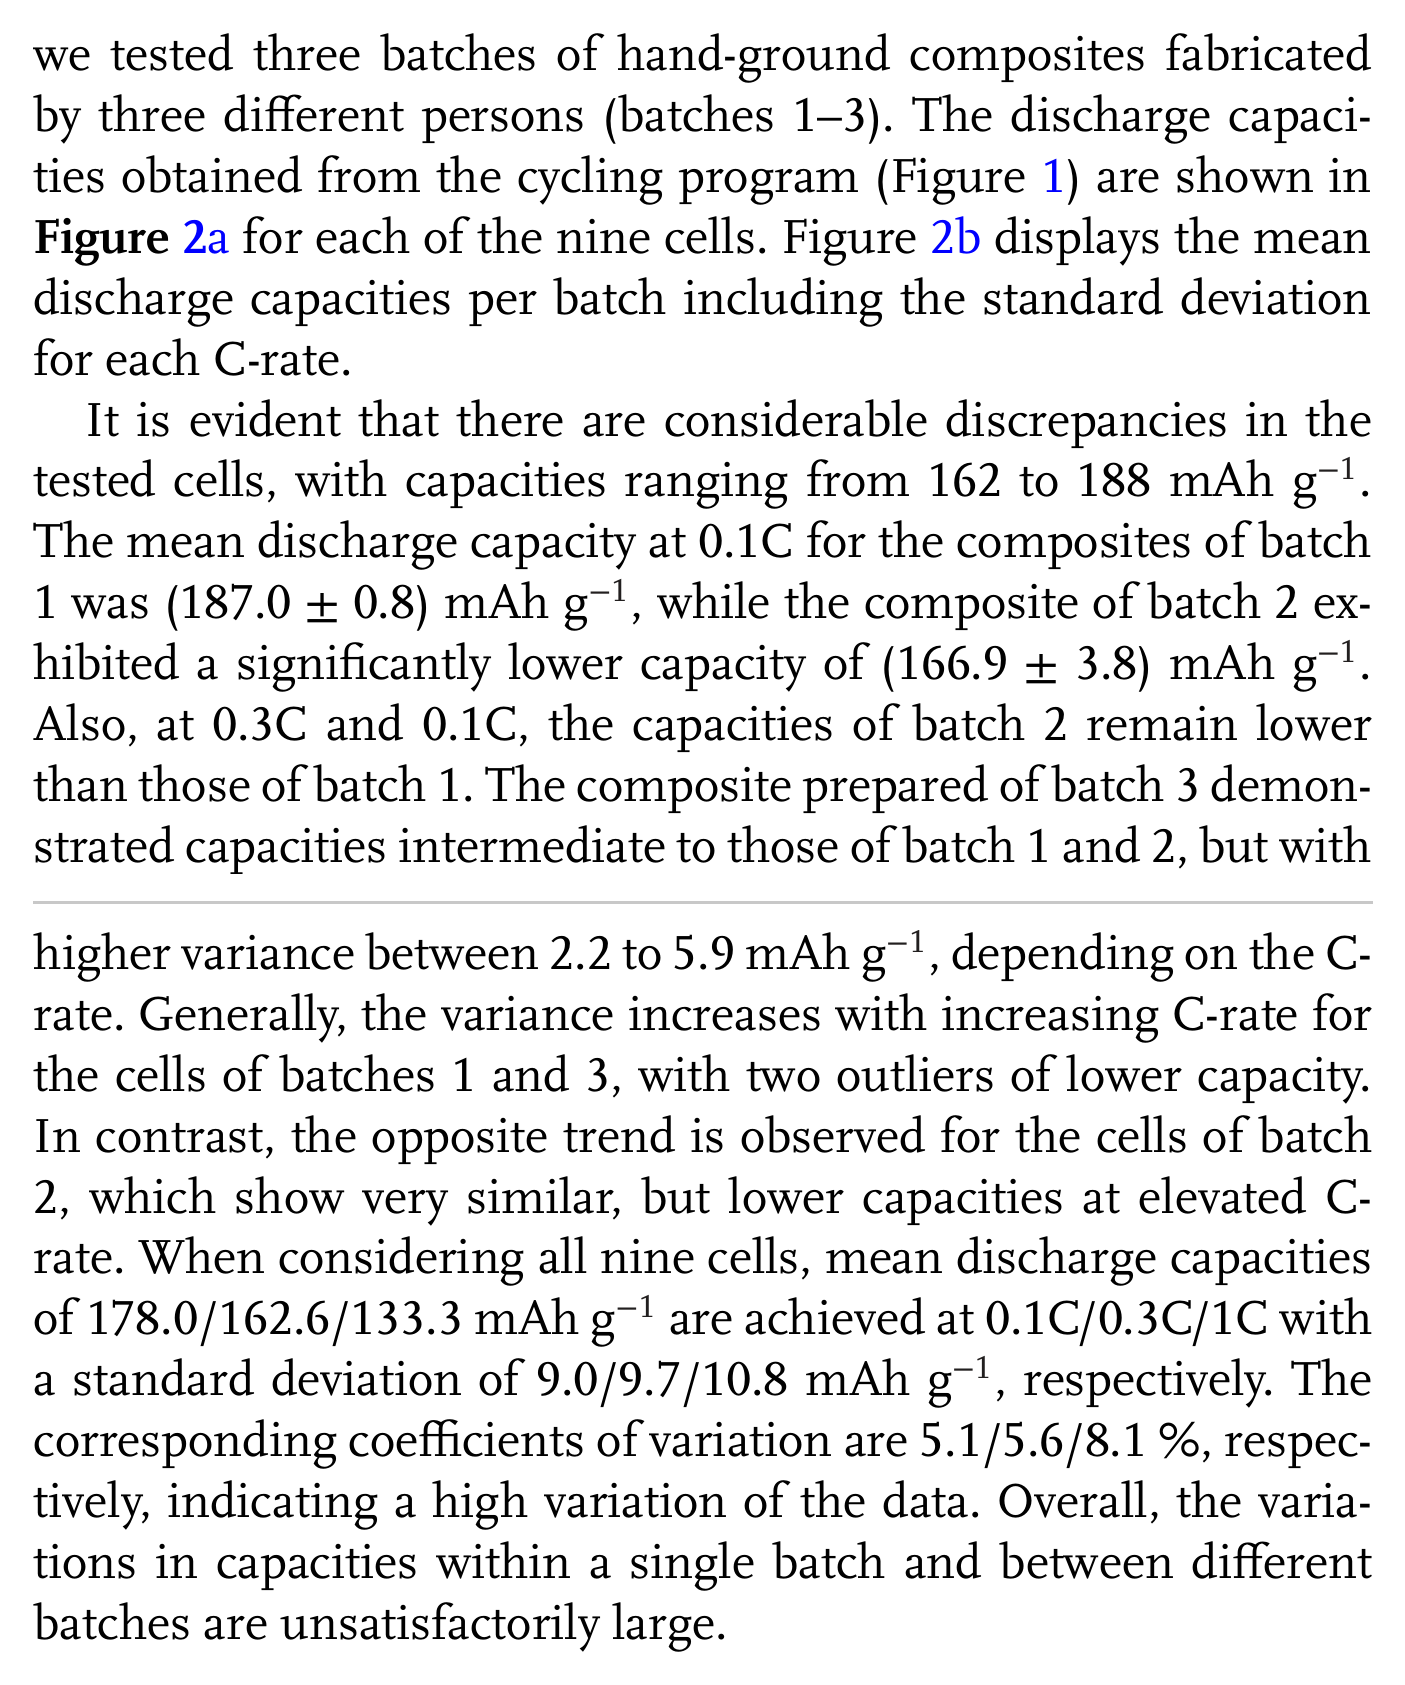 we tested three batches of hand-ground composites fabricated
by three different persons (batches 1–3). The discharge capaci-
ties obtained from the cycling program (Figure 1) are shown in
Figure 2a for each of the nine cells. Figure 2b displays the mean
discharge capacities per batch including the standard deviation
for each C-rate.
It is evident that there are considerable discrepancies in the
tested cells, with capacities ranging from 162 to 188 mAh g⁻¹.
The mean discharge capacity at 0.1C for the composites of batch
1 was (187.0 ± 0.8) mAh g⁻¹, while the composite of batch 2 ex-
hibited a significantly lower capacity of (166.9 ± 3.8) mAh g⁻¹.
Also, at 0.3C and 0.1C, the capacities of batch 2 remain lower
than those of batch 1. The composite prepared of batch 3 demon-
strated capacities intermediate to those of batch 1 and 2, but with
higher variance between 2.2 to 5.9 mAh g⁻¹, depending on the C-
rate. Generally, the variance increases with increasing C-rate for
the cells of batches 1 and 3, with two outliers of lower capacity.
In contrast, the opposite trend is observed for the cells of batch
2, which show very similar, but lower capacities at elevated C-
rate. When considering all nine cells, mean discharge capacities
of 178.0/162.6/133.3 mAh g⁻¹ are achieved at 0.1C/0.3C/1C with
a standard deviation of 9.0/9.7/10.8 mAh g⁻¹, respectively. The
corresponding coefficients of variation are 5.1/5.6/8.1 %, respec-
tively, indicating a high variation of the data. Overall, the varia-
tions in capacities within a single batch and between different
batches are unsatisfactorily large.